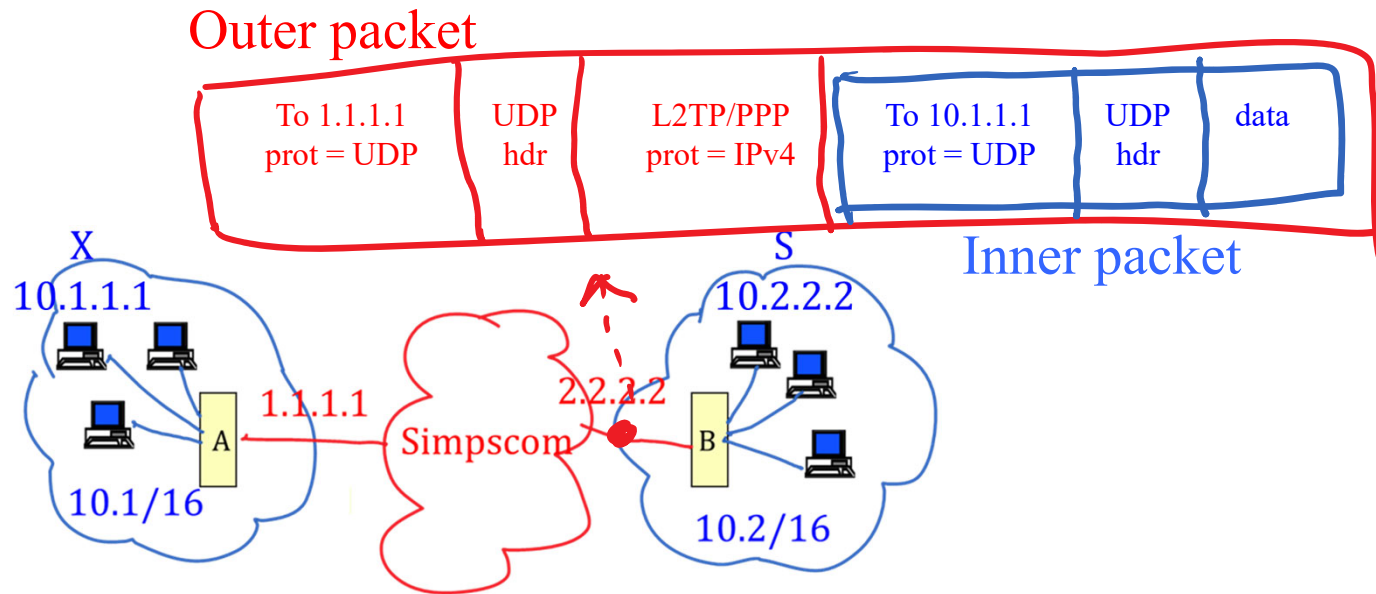 Outer packet
To 1.1.1.1
prot = UDP
UDP
hdr
L2TP/PPP
prot = IPv4
To 10.1.1.1
prot = UDP
UDP
hdr
data
Inner packet
X
10.1.1.1
A
10.1/16
1.1.1.1
Simpscom
2.2.2.2
S
10.2.2.2
B
10.2/16